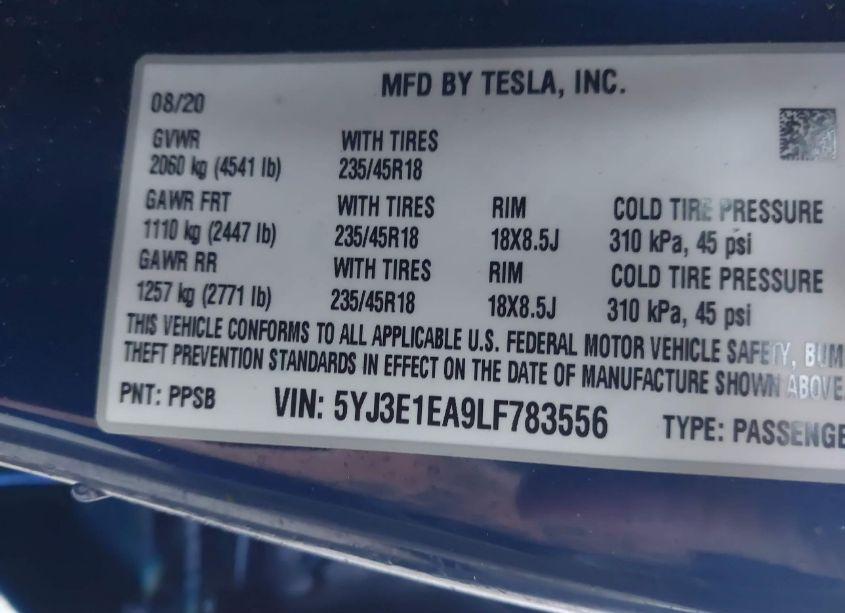 MFD BY TESLA, INC.
08/20
GVWR WITH TIRES
2060 kg (4541 lb) 235/45R18
GAWR FRT WITH TIRES RIM COLD TIRE PRESSURE
1110 kg (2447 lb) 235/45R18 18X8.5J 310 kPa, 45 psi
GAWR RR WITH TIRES RIM COLD TIRE PRESSURE
1257 kg (2771 lb) 235/45R18 18X8.5J 310 kPa, 45 psi
THIS VEHICLE CONFORMS TO ALL APPLICABLE U.S. FEDERAL MOTOR VEHICLE SAFETY, BUM
THEFT PREVENTION STANDARDS IN EFFECT ON THE DATE OF MANUFACTURE SHOWN ABOVE
PNT: PPSB VIN: 5YJ3E1EA9LF783556 TYPE: PASSENGE